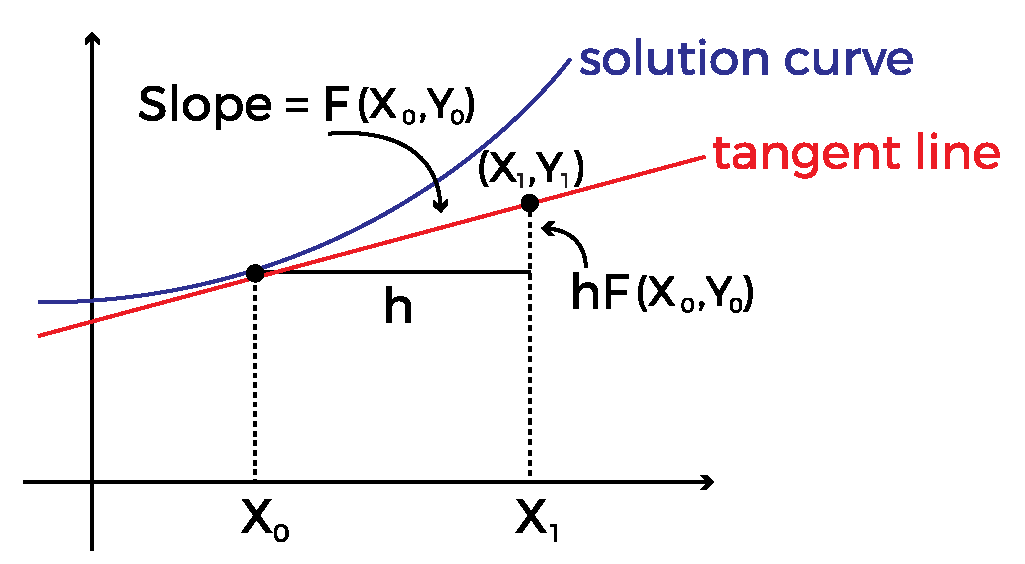 solution curve
Slope = F(X₀,Y₀)
tangent line
(X₁,Y₁)
h
hF(X₀,Y₀)
X₀
X₁